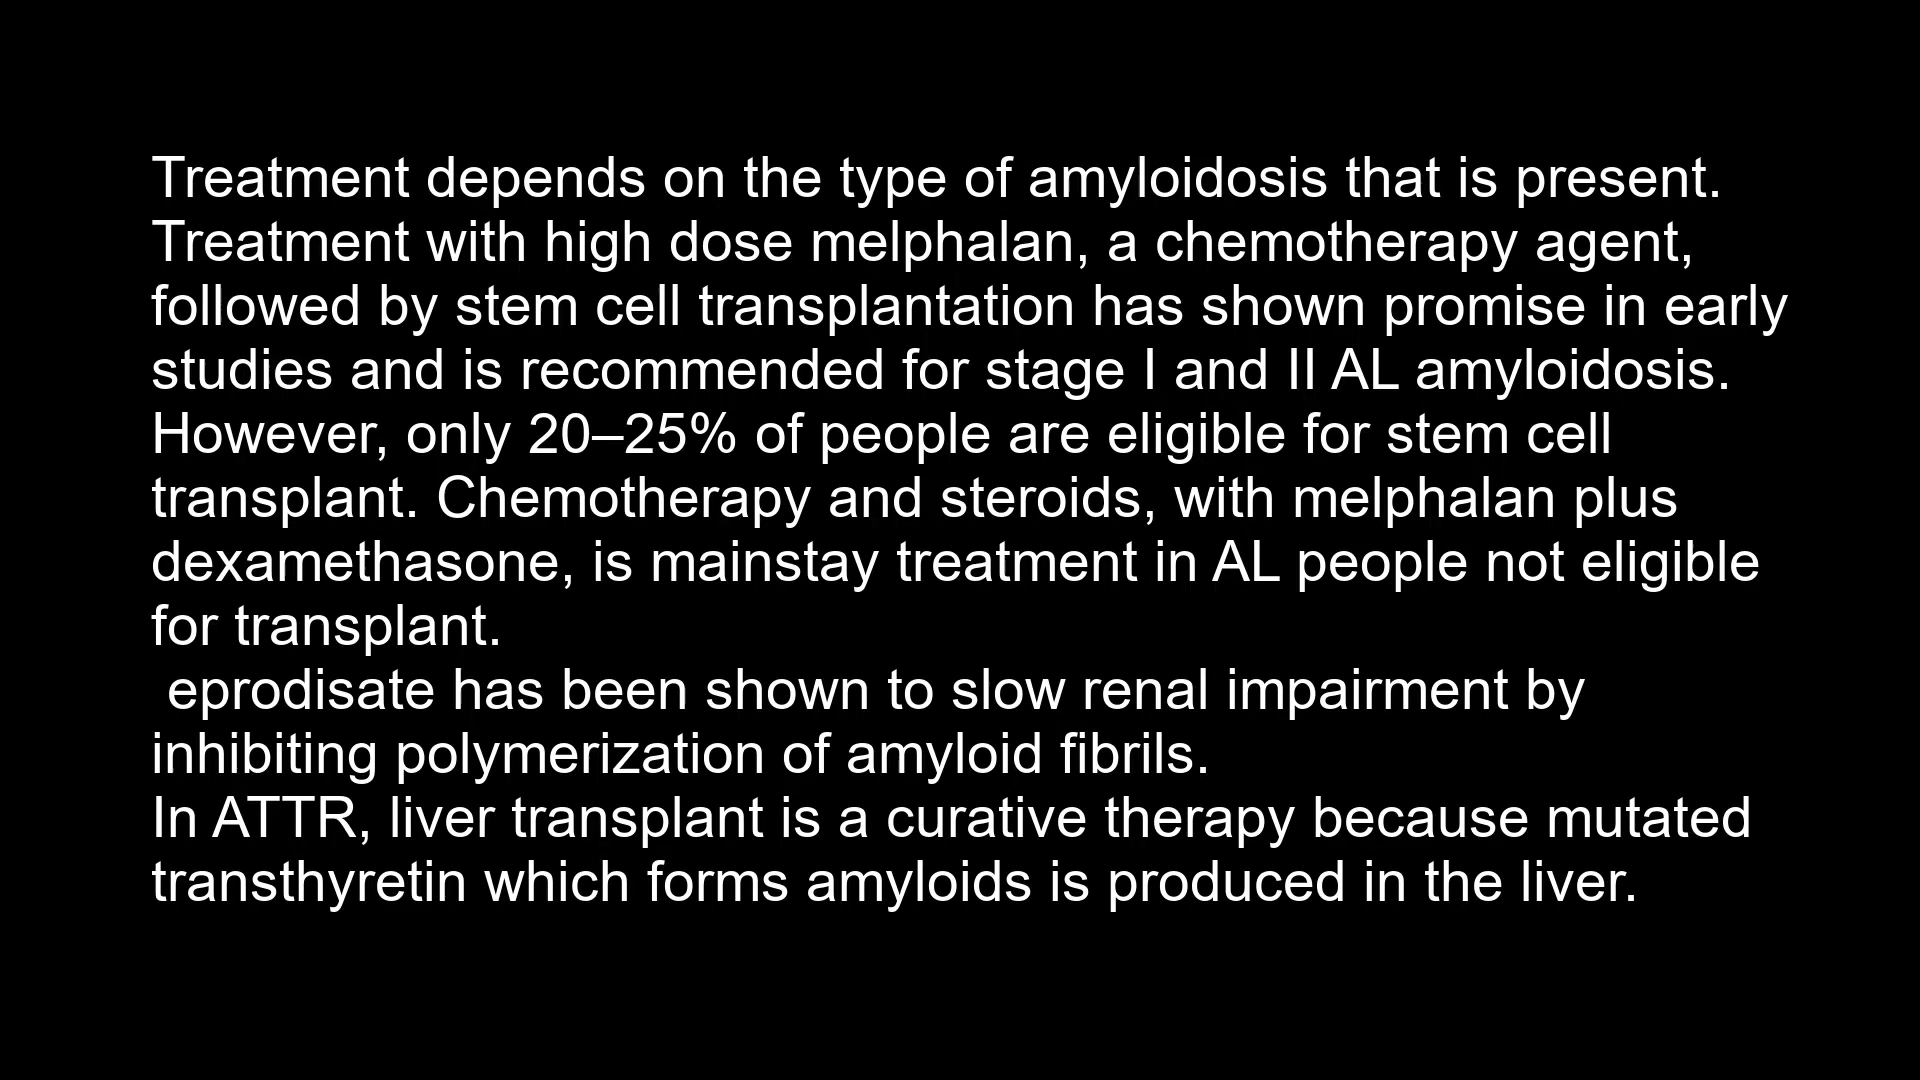 Treatment depends on the type of amyloidosis that is present.
Treatment with high dose melphalan, a chemotherapy agent,
followed by stem cell transplantation has shown promise in early
studies and is recommended for stage I and II AL amyloidosis.
However, only 20–25% of people are eligible for stem cell
transplant. Chemotherapy and steroids, with melphalan plus
dexamethasone, is mainstay treatment in AL people not eligible
for transplant.
eprodisate has been shown to slow renal impairment by
inhibiting polymerization of amyloid fibrils.
In ATTR, liver transplant is a curative therapy because mutated
transthyretin which forms amyloids is produced in the liver.